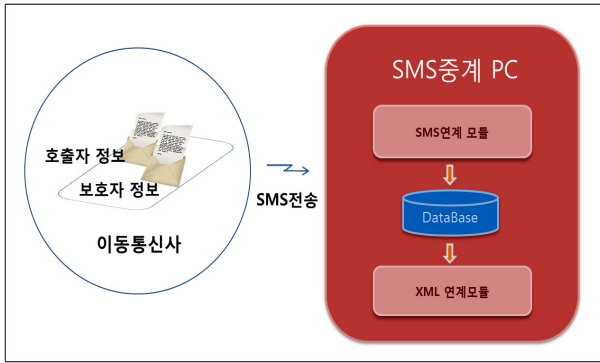 호출자 정보
보호자 정보
이동통신사
SMS전송
SMS중계 PC
SMS연계 모듈
DataBase
XML 연계모듈